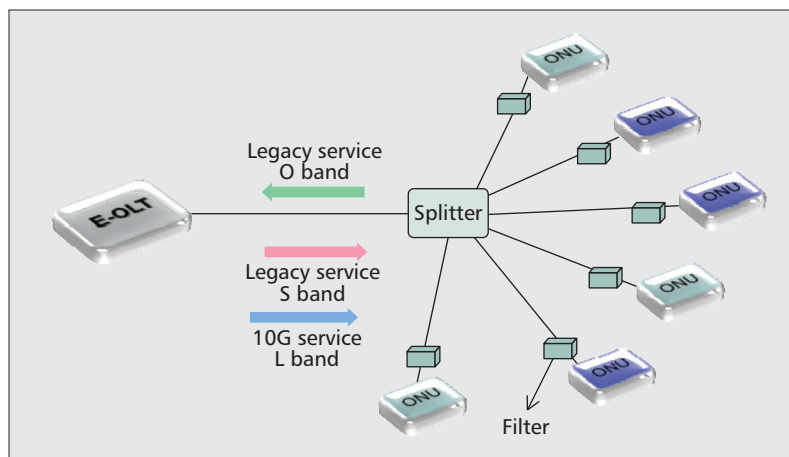 ONU
ONU
Legacy service
O band
E-OLT
Splitter
ONU
Legacy service
S band
ONU
10G service
L band
ONU
ONU
Filter